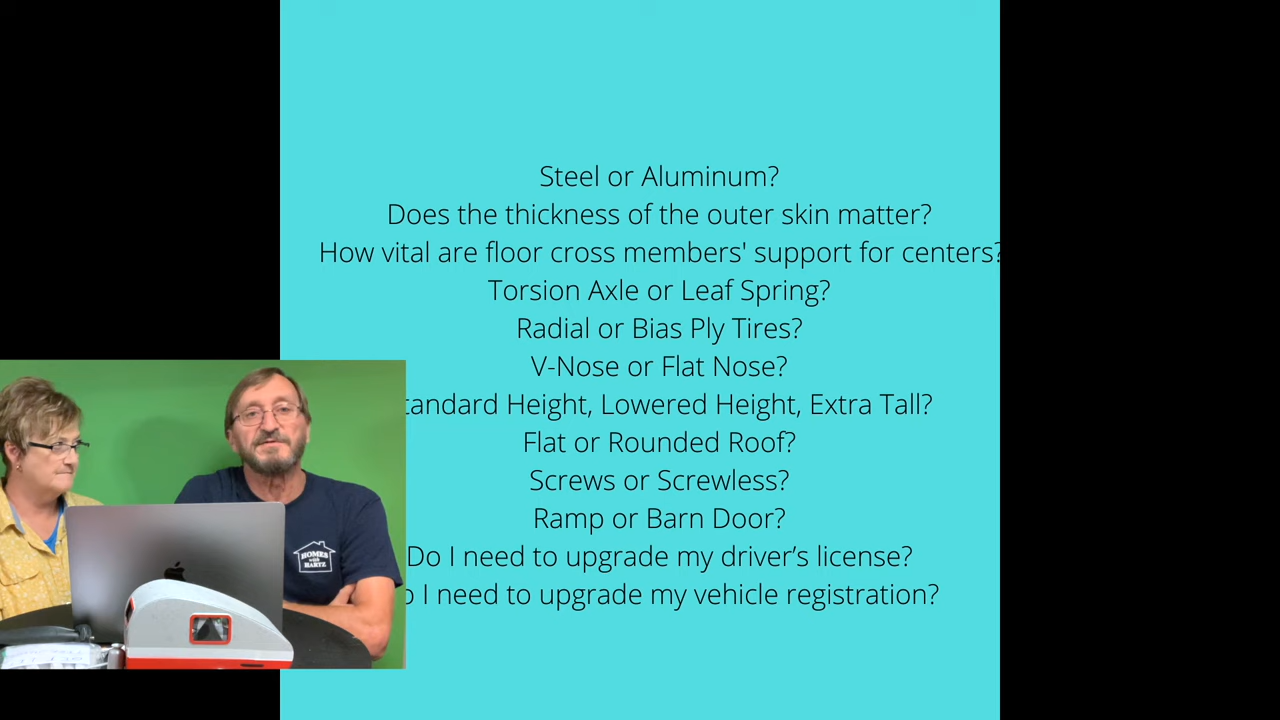 Steel or Aluminum?
Does the thickness of the outer skin matter?
How vital are floor cross members' support for centers?
Torsion Axle or Leaf Spring?
Radial or Bias Ply Tires?
V-Nose or Flat Nose?
tandard Height, Lowered Height, Extra Tall?
Flat or Rounded Roof?
Screws or Screwless?
Ramp or Barn Door?
Do I need to upgrade my driver's license?
o I need to upgrade my vehicle registration?
HOMES
with
HARTZ